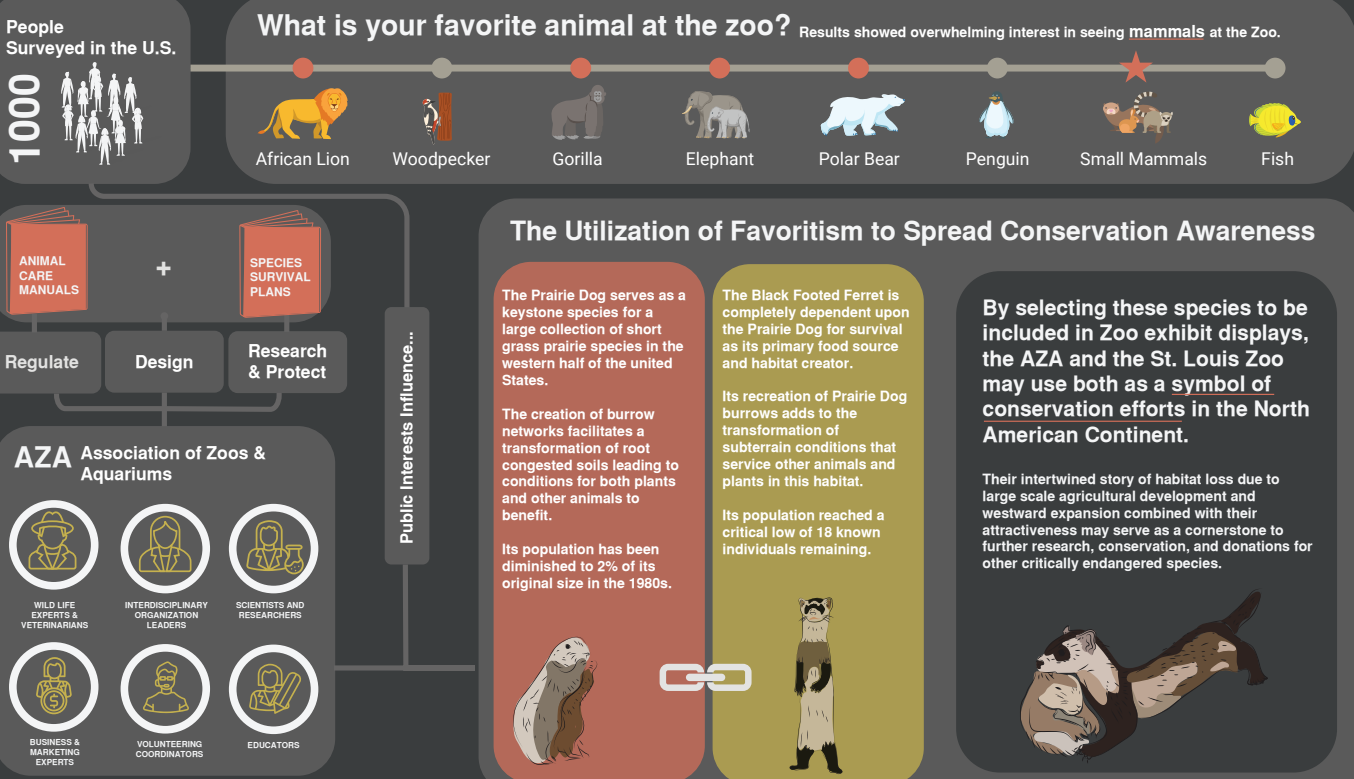 People
Surveyed in the U.S.
1000
What is your favorite animal at the zoo? Results showed overwhelming interest in seeing mammals at the Zoo.
African Lion
Woodpecker
Gorilla
Elephant
Polar Bear
Penguin
Small Mammals
Fish
ANIMAL
CARE
MANUALS
+
SPECIES
SURVIVAL
PLANS
Regulate
Design
Research
& Protect
Public Interests Influence...
AZA Association of Zoos &
Aquariums
WILD LIFE
EXPERTS &
VETERINARIANS
INTERDISCIPLINARY
ORGANIZATION
LEADERS
SCIENTISTS AND
RESEARCHERS
$
BUSINESS &
MARKETING
EXPERTS
VOLUNTEERING
COORDINATORS
EDUCATORS
The Utilization of Favoritism to Spread Conservation Awareness
The Prairie Dog serves as a
keystone species for a
large collection of short
grass prairie species in the
western half of the united
States.
The creation of burrow
networks facilitates a
transformation of root
congested soils leading to
conditions for both plants
and other animals to
benefit.
Its population has been
diminished to 2% of its
original size in the 1980s.
The Black Footed Ferret is
completely dependent upon
the Prairie Dog for survival
as its primary food source
and habitat creator.
Its recreation of Prairie Dog
burrows adds to the
transformation of
subterrain conditions that
service other animals and
plants in this habitat.
Its population reached a
critical low of 18 known
individuals remaining.
By selecting these species to be
included in Zoo exhibit displays,
the AZA and the St. Louis Zoo
may use both as a symbol of
conservation efforts in the North
American Continent.
Their intertwined story of habitat loss due to
large scale agricultural development and
westward expansion combined with their
attractiveness may serve as a cornerstone to
further research, conservation, and donations for
other critically endangered species.